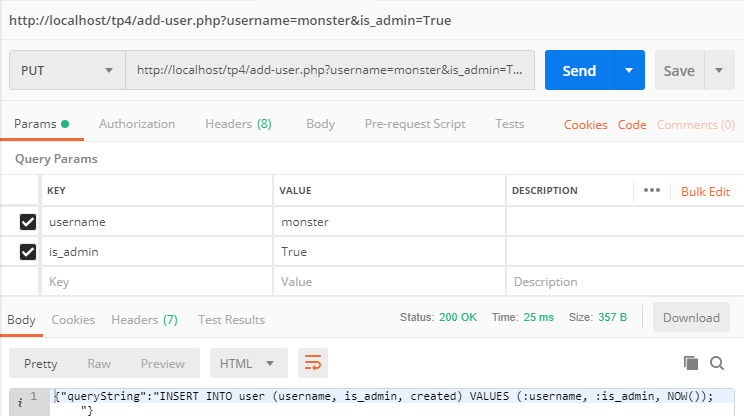 http://localhost/tp4/add-user.php?username=monster&is_admin=True
PUT http://localhost/tp4/add-user.php?username=monster&is_admin=T... Send Save
Params Authorization Headers (8) Body Pre-request Script Tests Cookies Code Comments (0)
Query Params
KEY VALUE DESCRIPTION ••• Bulk Edit
username monster
is_admin True
Key Value Description
Body Cookies Headers (7) Test Results Status: 200 OK Time: 25 ms Size: 357 B Download
Pretty Raw Preview HTML
i 1 {"queryString":"INSERT INTO user (username, is_admin, created) VALUES (:username, :is_admin, NOW());
"}